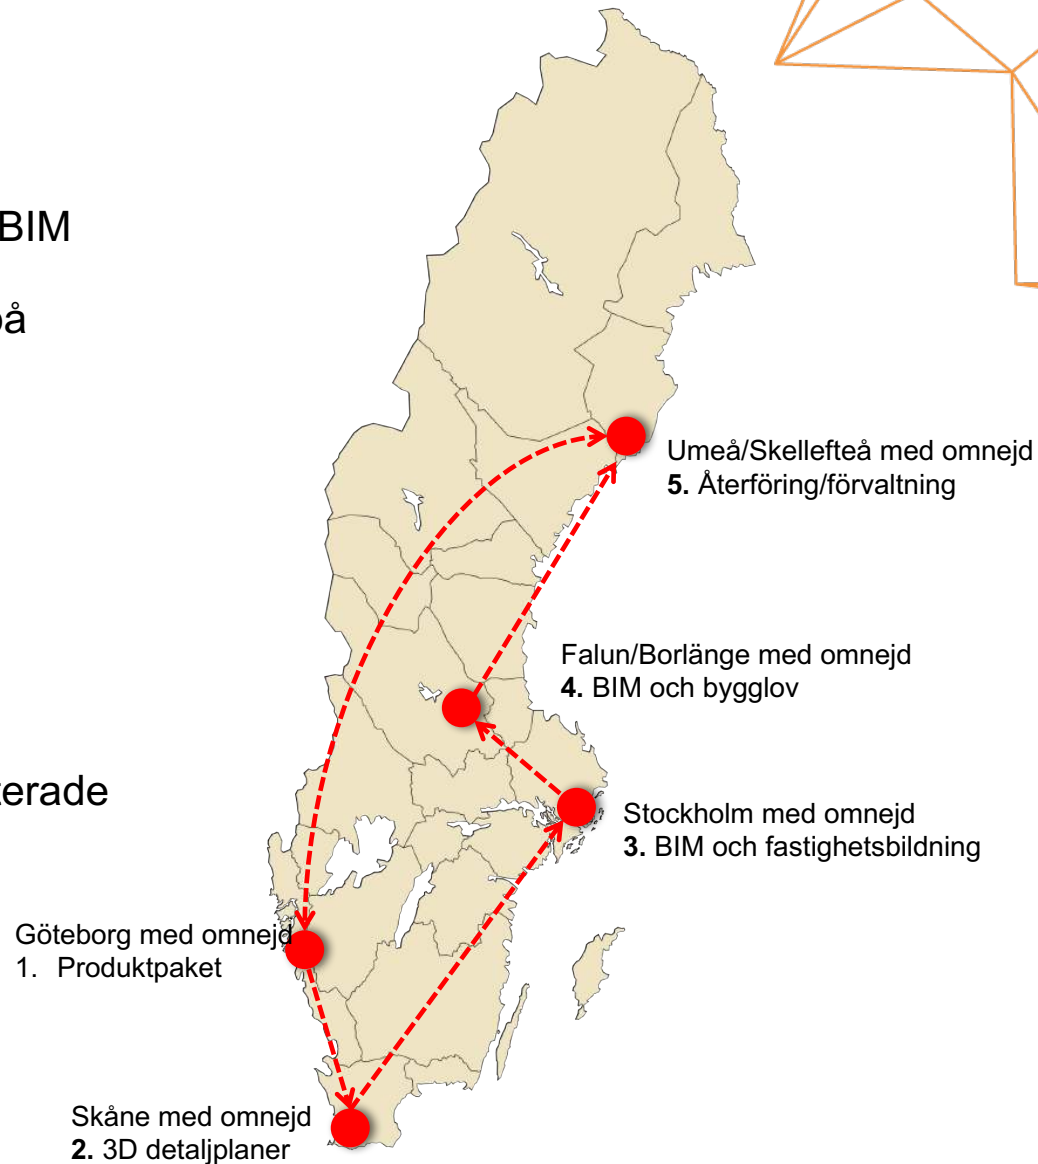 BIM
på
Umeå/Skellefteå med omnejd
5. Återföring/förvaltning
Falun/Borlänge med omnejd
4. BIM och bygglov
terade
Stockholm med omnejd
3. BIM och fastighetsbildning
Göteborg med omnejd
1. Produktpaket
Skåne med omnejd
2. 3D detaljplaner